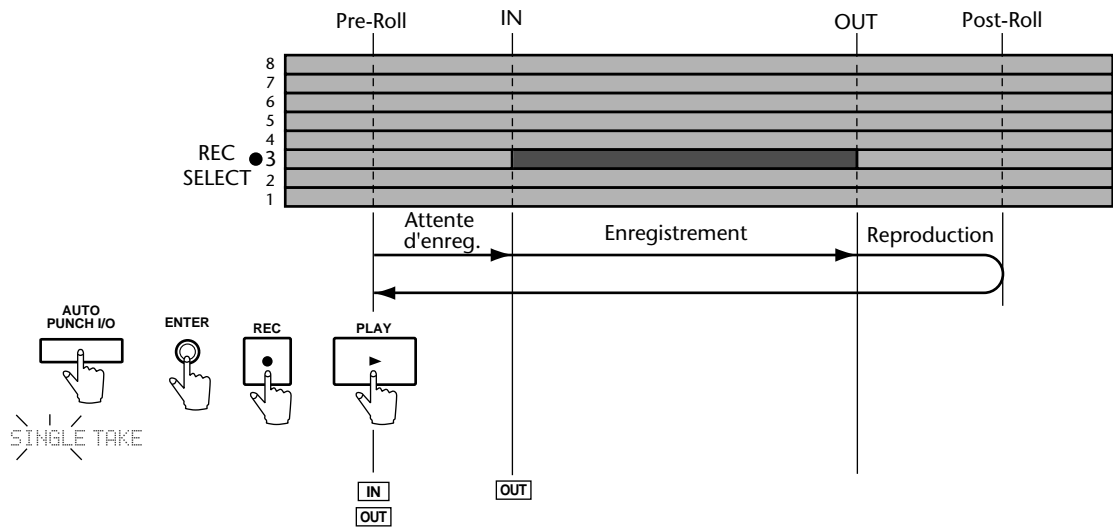 Pre-Roll IN OUT Post-Roll
8
7
6
5
4
REC SELECT ● 3
2
1
Attente d'enreg. Enregistrement Reproduction
AUTO PUNCH I/O ENTER REC PLAY
SINGLE TAKE
IN OUT
OUT